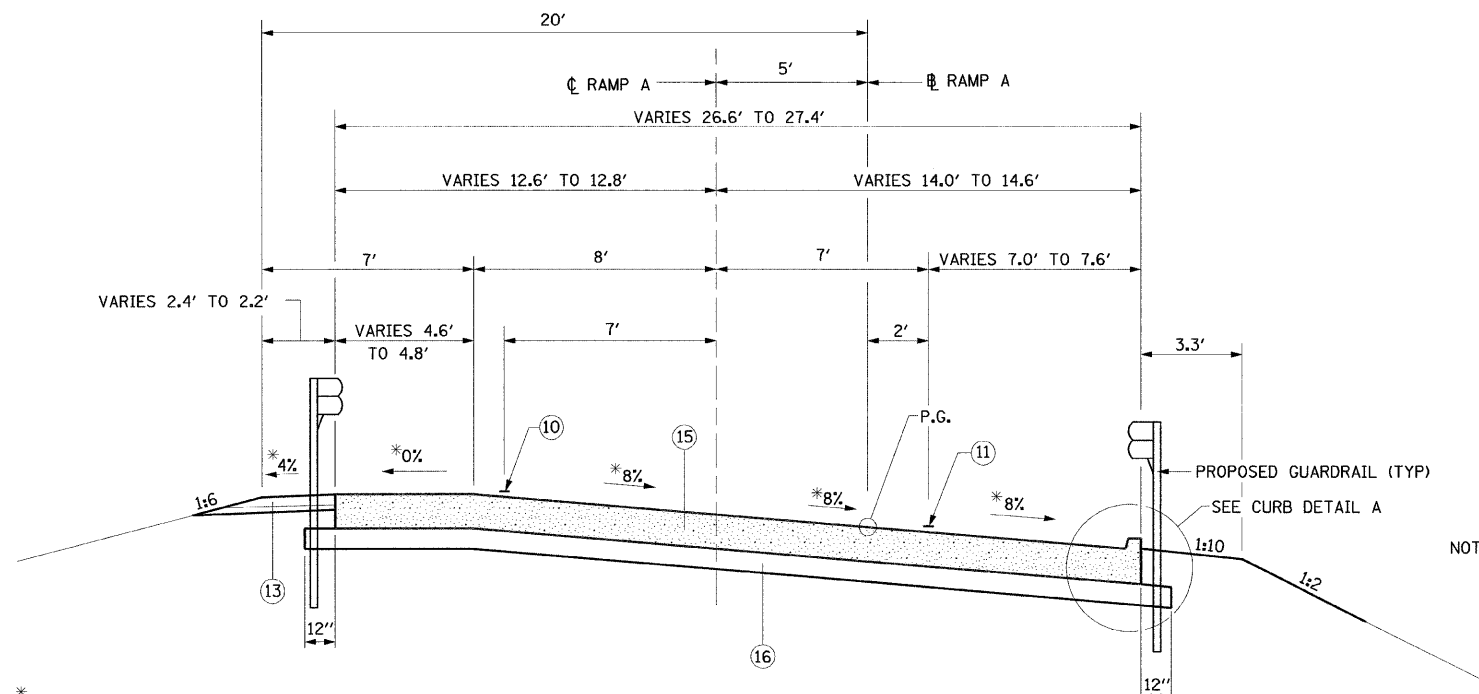 20'
5'
℄ RAMP A
B̲L̲ RAMP A
VARIES 26.6' TO 27.4'
VARIES 12.6' TO 12.8'
VARIES 14.0' TO 14.6'
7'
8'
7'
VARIES 7.0' TO 7.6'
VARIES 2.4' TO 2.2'
VARIES 4.6'
TO 4.8'
7'
2'
3.3'
P.G.
10
15
11
*4%
*0%
*8%
*8%
*8%
PROPOSED GUARDRAIL (TYP)
SEE CURB DETAIL A
1:6
1:10
NOT
1:2
13
12''
16
12''
*